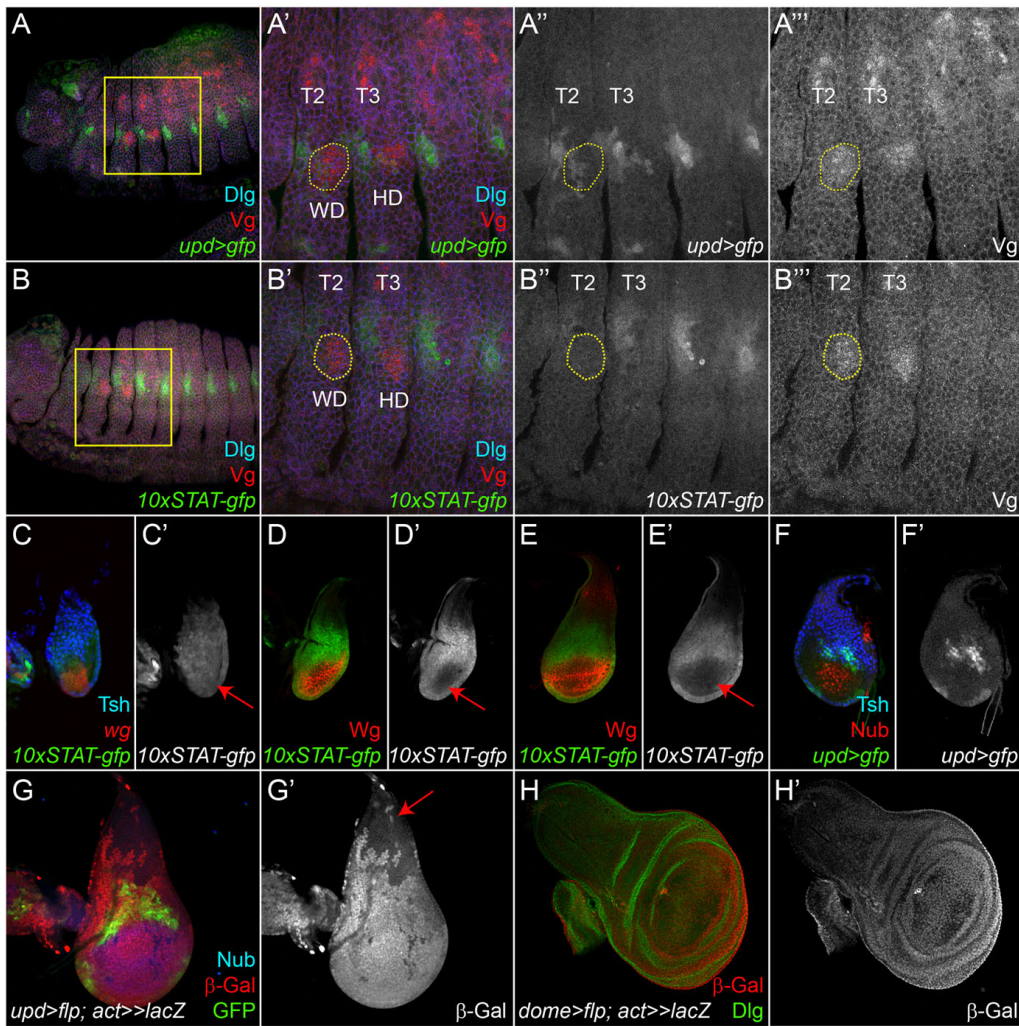 A
Dlg
Vg
upd>gfp
A'
T2
T3
WD
HD
Dlg
Vg
upd>gfp
A''
T2
T3
upd>gfp
A'''
T2
T3
Vg
B
Dlg
Vg
10xSTAT-gfp
B'
T2
T3
WD
HD
Dlg
Vg
10xSTAT-gfp
B''
T2
T3
10xSTAT-gfp
B'''
T2
T3
Vg
C
Tsh
wg
10xSTAT-gfp
C'
10xSTAT-gfp
D
Wg
10xSTAT-gfp
D'
10xSTAT-gfp
E
Wg
10xSTAT-gfp
E'
10xSTAT-gfp
F
Tsh
Nub
upd>gfp
F'
upd>gfp
G
Nub
β-Gal
upd>flp; act>>lacZ GFP
G'
β-Gal
H
β-Gal
dome>flp; act>>lacZ Dlg
H'
β-Gal